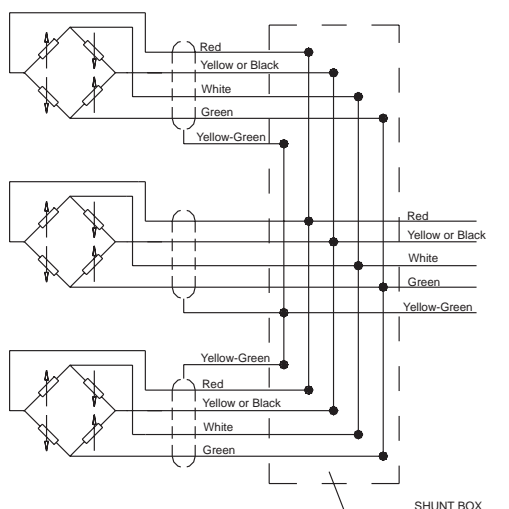 Red
Yellow or Black
White
Green
Yellow-Green
Red
Yellow or Black
White
Green
Yellow-Green
Yellow-Green
Red
Yellow or Black
White
Green
SHUNT BOX